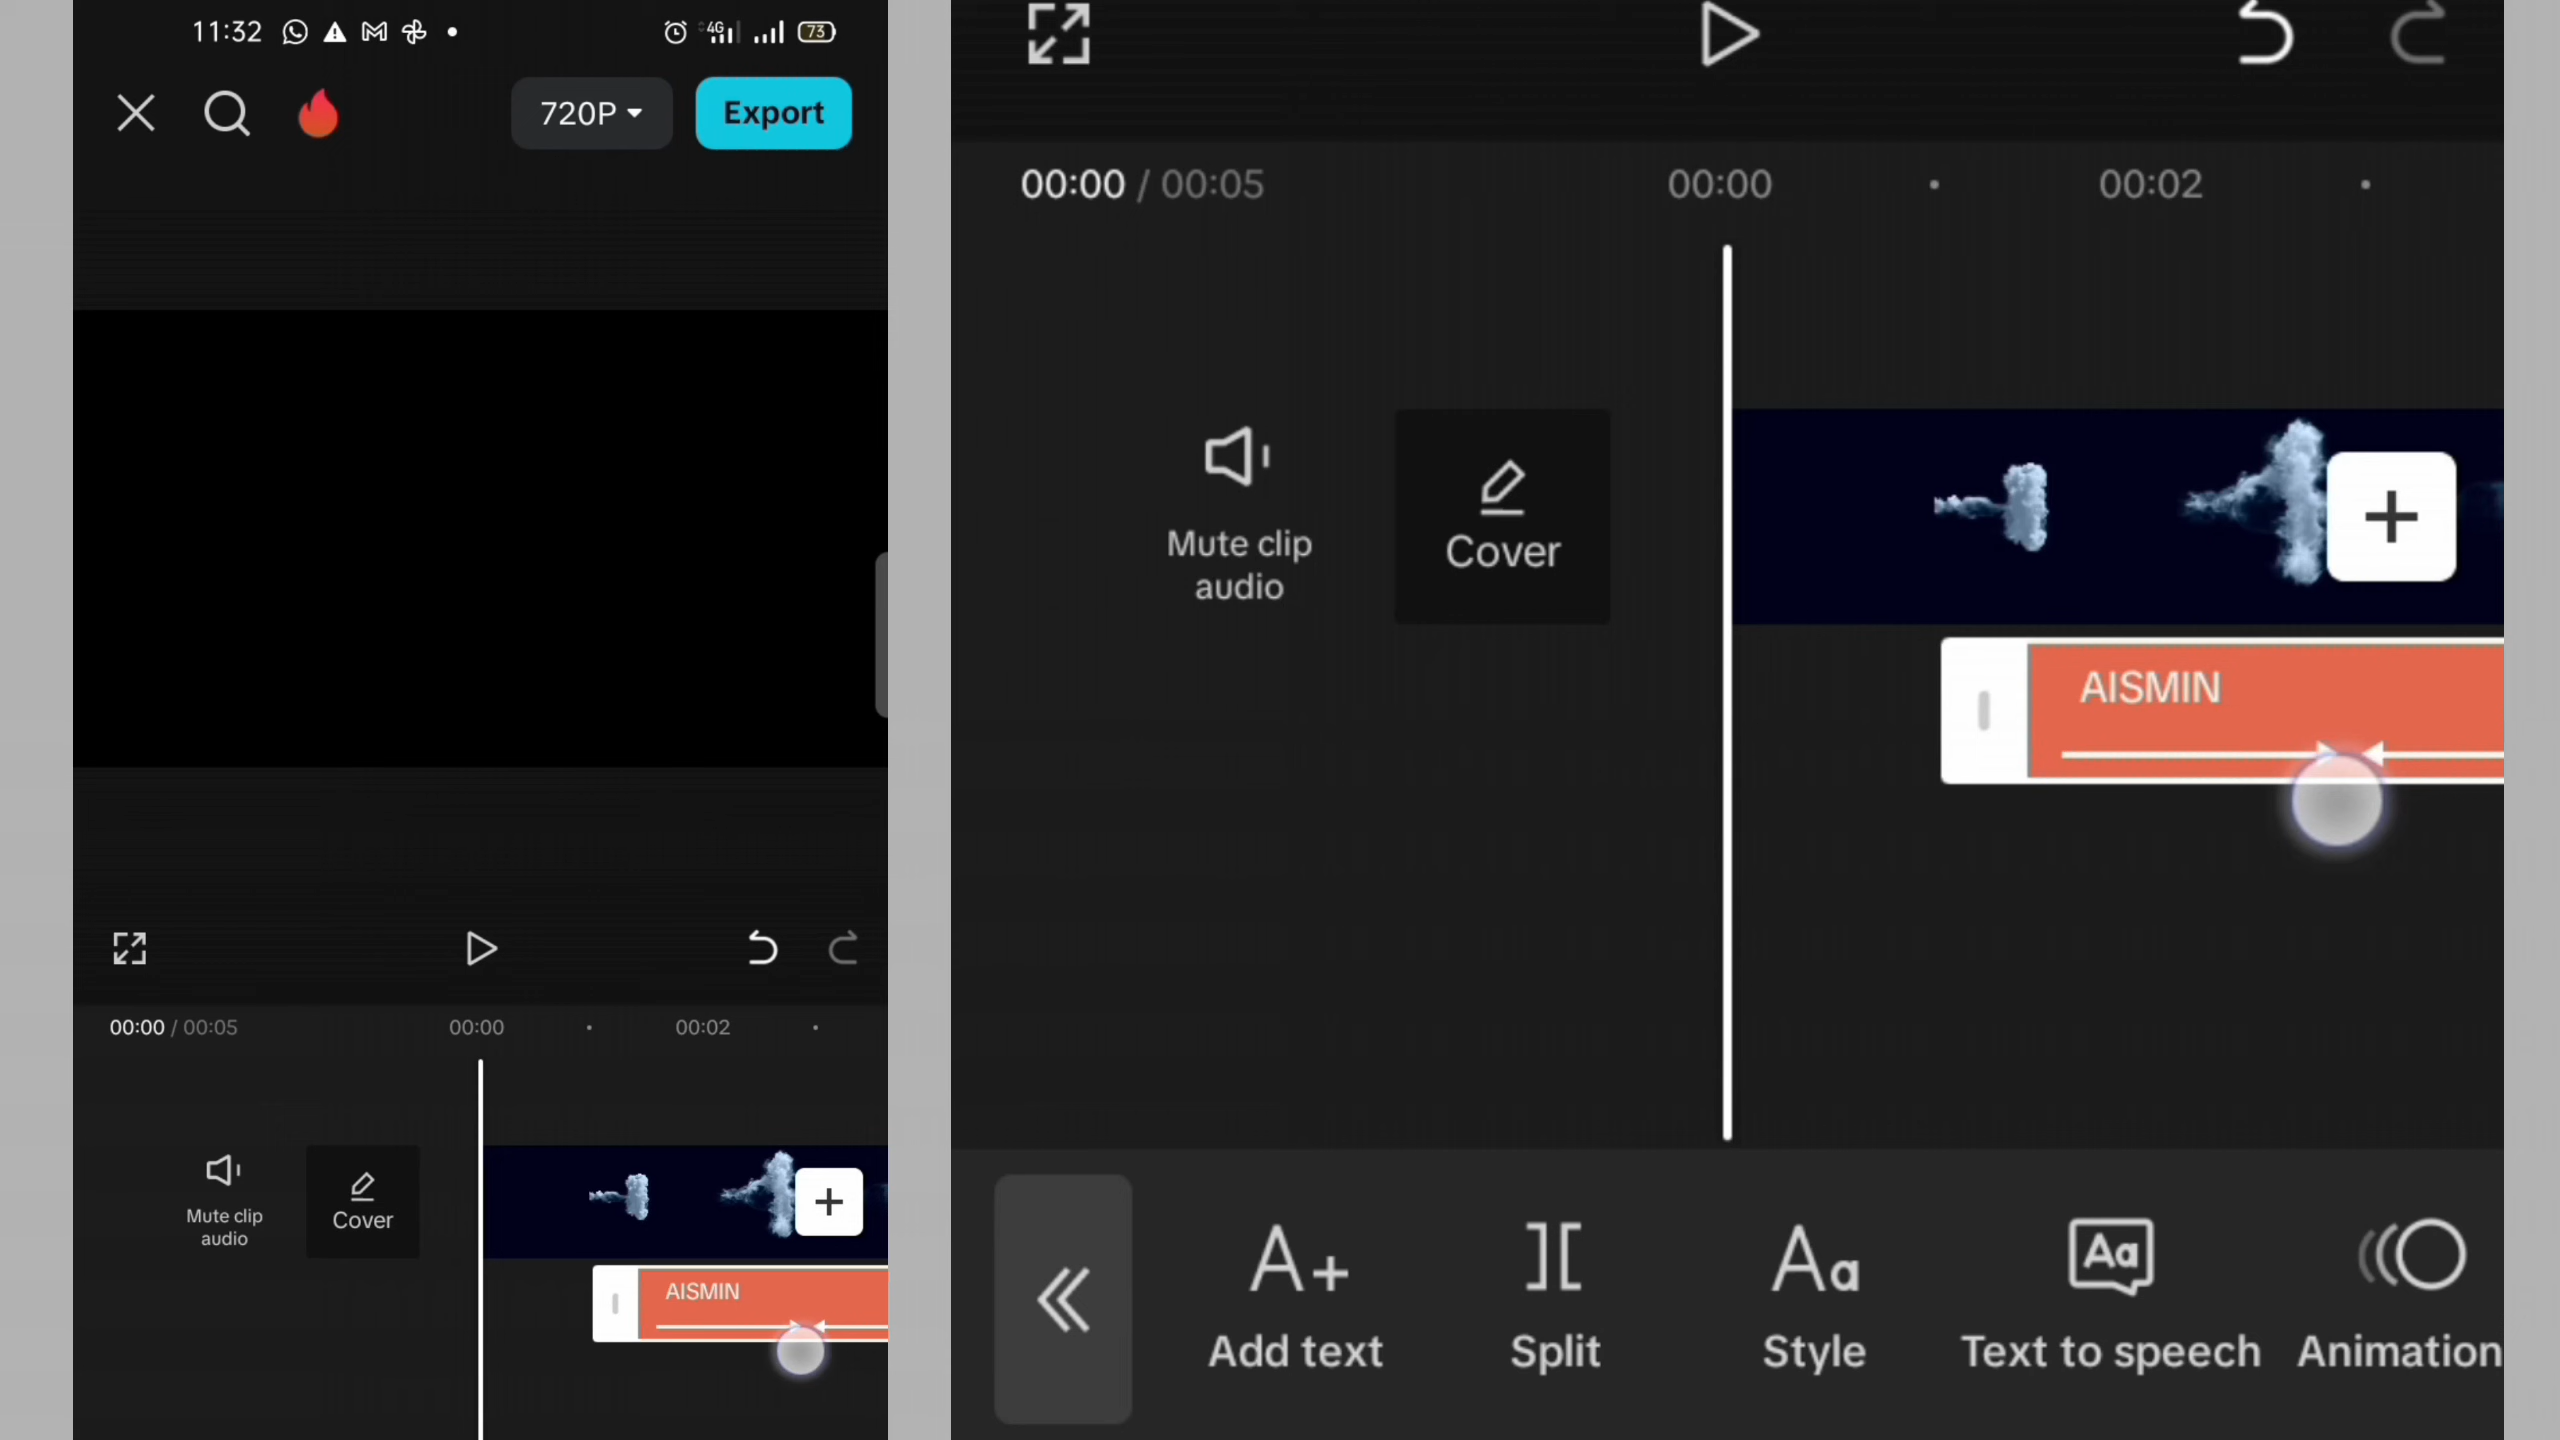 11:32
4G
73
720P
Export
00:00 / 00:05
00:00
00:02
Mute clip
audio
Cover
AISMIN
00:00 / 00:05
00:00
00:02
Mute clip
audio
Cover
AISMIN
Add text
Split
Style
Text to speech
Animation